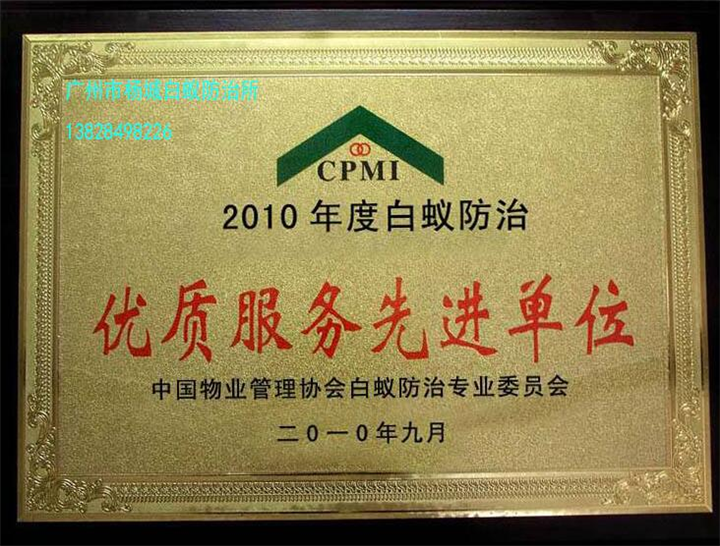 广州市杨城白蚁防治所
13828498226
CPMI
2010年度白蚁防治
优质服务先进单位
中国物业管理协会白蚁防治专业委员会
二0一0年九月